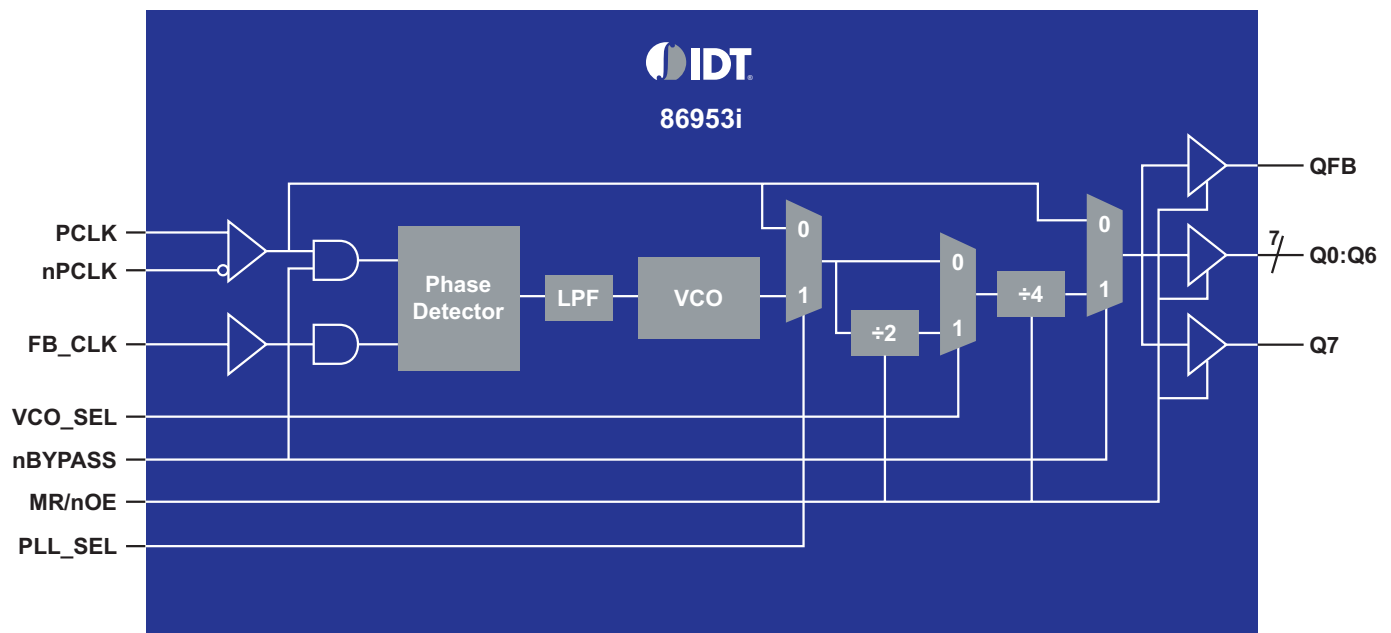 IDT®
86953i
PCLK
nPCLK
FB_CLK
VCO_SEL
nBYPASS
MR/nOE
PLL_SEL
Phase
Detector
LPF
VCO
0
1
÷2
0
1
÷4
0
1
QFB
7
Q0:Q6
Q7